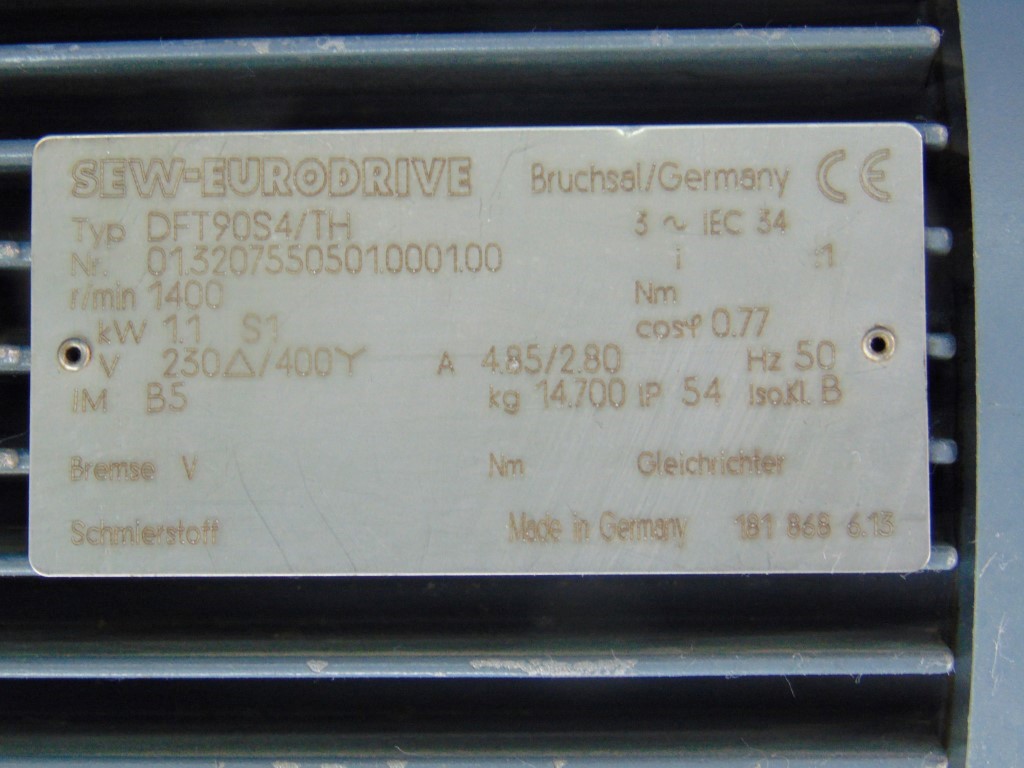 SEW-EURODRIVE Bruchsal/Germany CE
Typ DFT90S4/TH 3 ~ IEC 34
Nr. 01.3207550501.0001.00 i :1
r/min 1400 Nm
kW 1.1 S1 cosφ 0.77
V 230△/400Y A 4.85/2.80 Hz 50
IM B5 kg 14.700 IP 54 Iso.Kl. B
Bremse V Nm Gleichrichter
Schmierstoff Made in Germany 181 868 6.13